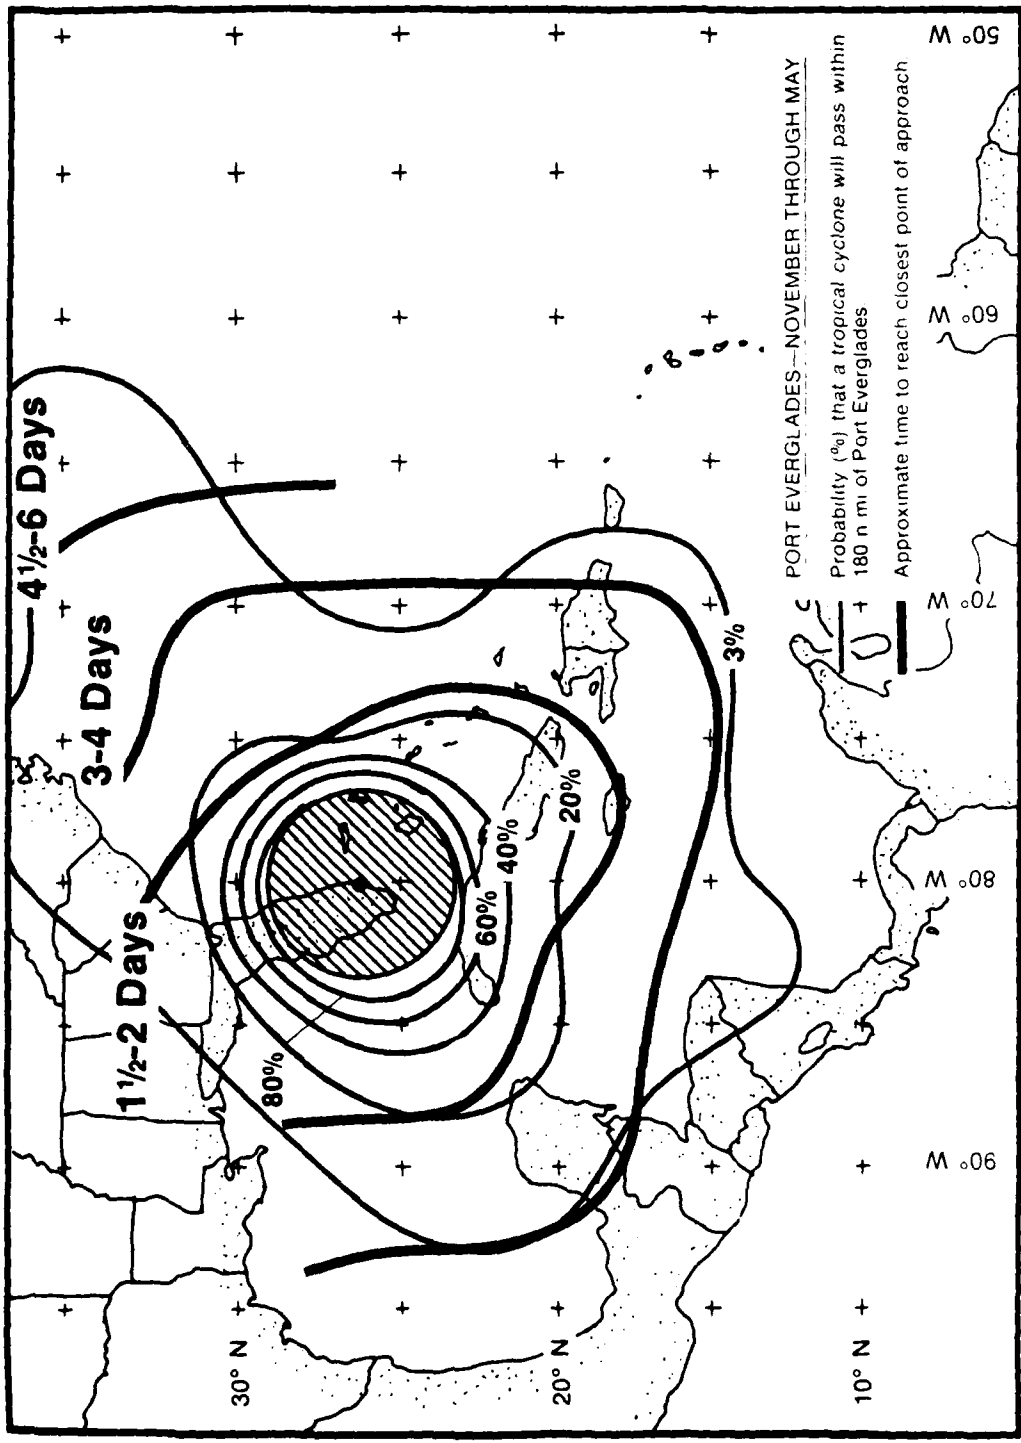 4½-6 Days
3-4 Days
1½-2 Days
80%
60%
40%
20%
3%
30° N
20° N
10° N
90° W
80° W
70° W
60° W
50° W
PORT EVERGLADES—NOVEMBER THROUGH MAY
Probability (%) that a tropical cyclone will pass within
180 n mi of Port Everglades
Approximate time to reach closest point of approach